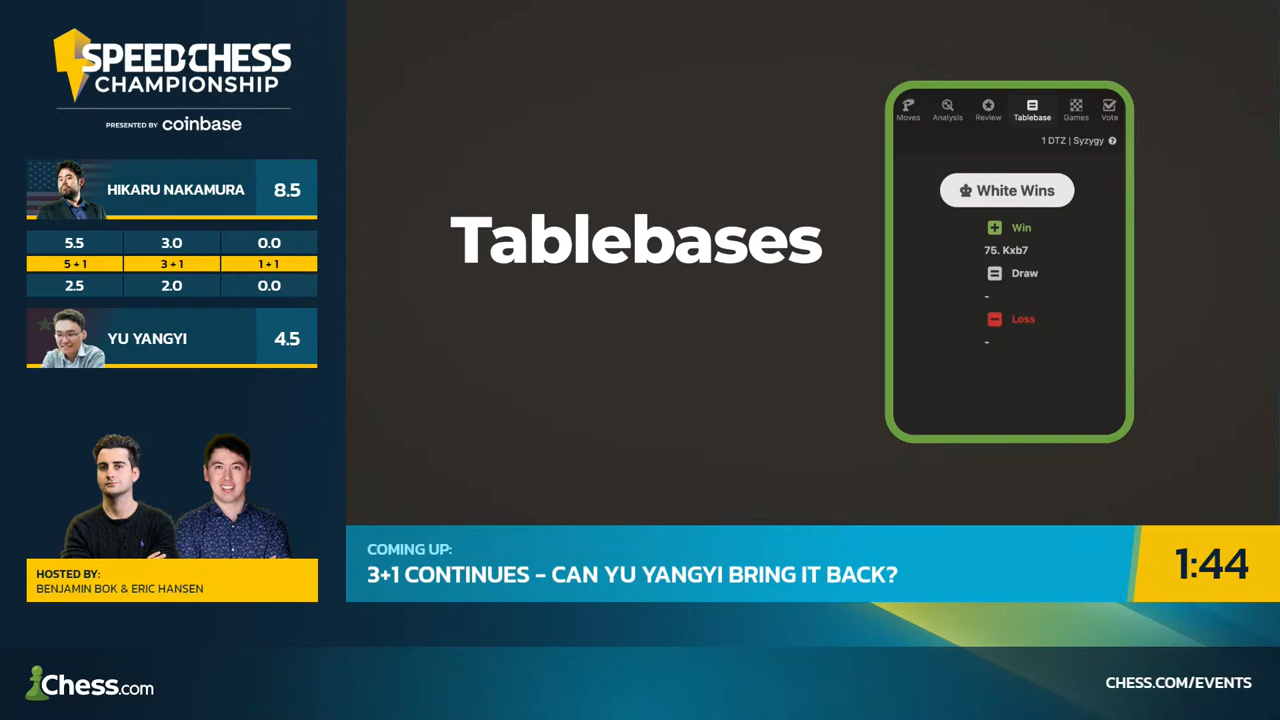 SPEED CHESS
CHAMPIONSHIP
PRESENTED BY coinbase
HIKARU NAKAMURA 8.5
5.5 3.0 0.0
5 + 1 3 + 1 1 + 1
2.5 2.0 0.0
YU YANGYI 4.5
HOSTED BY:
BENJAMIN BOK & ERIC HANSEN
Tablebases
Moves Analysis Review Tablebase Games Vote
1 DTZ | Syzygy ?
White Wins
Win
75. Kxb7
Draw
-
Loss
-
COMING UP:
3+1 CONTINUES - CAN YU YANGYI BRING IT BACK?
1:44
Chess.com
CHESS.COM/EVENTS